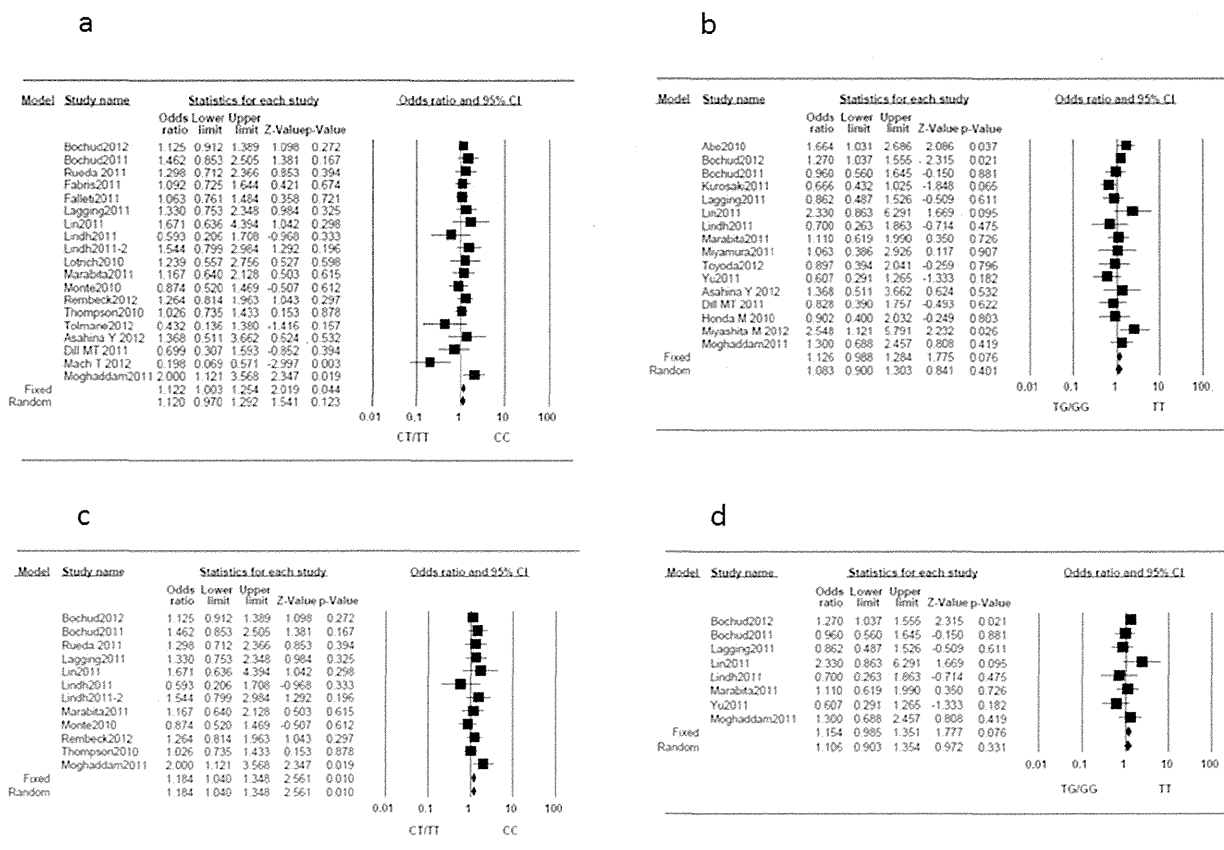 a
Model Study name Statistics for each study Odds ratio and 95% CI
Odds Lower Upper
ratio limit limit Z-Value p-Value
Bochud2012 1.125 0.912 1.389 1.098 0.272
Bochud2011 1.462 0.853 2.505 1.381 0.167
Rueda 2011 1.298 0.712 2.366 0.853 0.394
Fabris2011 1.092 0.725 1.644 0.421 0.674
Falleti2011 1.063 0.761 1.484 0.358 0.721
Lagging2011 1.330 0.753 2.348 0.984 0.325
Lin2011 1.671 0.636 4.394 1.042 0.298
Lindh2011 0.593 0.206 1.708 -0.968 0.333
Lindh2011-2 1.544 0.799 2.984 1.292 0.196
Lotrich2010 1.239 0.557 2.756 0.527 0.598
Marabita2011 1.167 0.640 2.128 0.503 0.615
Monte2010 0.874 0.520 1.469 -0.507 0.612
Rembeck2012 1.264 0.814 1.963 1.043 0.297
Thompson2010 1.026 0.735 1.433 0.153 0.878
Tolmane2012 0.432 0.136 1.380 -1.416 0.157
Asahina Y 2012 1.368 0.511 3.662 0.624 0.532
Dill MT 2011 0.699 0.307 1.593 -0.852 0.394
Mach T 2012 0.198 0.069 0.571 -2.997 0.003
Moghaddam2011 2.000 1.121 3.568 2.347 0.019
Fixed 1.122 1.003 1.254 2.019 0.044
Random 1.120 0.970 1.292 1.541 0.123
0.01 0.1 1 10 100
CT/TT CC
b
Model Study name Statistics for each study Odds ratio and 95% CI
Odds Lower Upper
ratio limit limit Z-Value p-Value
Abe2010 1.664 1.031 2.686 2.086 0.037
Bochud2012 1.270 1.037 1.555 2.315 0.021
Bochud2011 0.960 0.560 1.645 -0.150 0.881
Kurosaki2011 0.666 0.432 1.025 -1.848 0.065
Lagging2011 0.862 0.487 1.526 -0.509 0.611
Lin2011 2.330 0.863 6.291 1.669 0.095
Lindh2011 0.700 0.263 1.863 -0.714 0.475
Marabita2011 1.110 0.619 1.990 0.350 0.726
Miyamura2011 1.063 0.386 2.926 0.117 0.907
Toyoda2012 0.897 0.394 2.041 -0.259 0.796
Yu2011 0.607 0.291 1.265 -1.333 0.182
Asahina Y 2012 1.368 0.511 3.662 0.624 0.532
Dill MT 2011 0.828 0.390 1.757 -0.493 0.622
Honda M 2010 0.902 0.400 2.032 -0.249 0.803
Miyashita M 2012 2.548 1.121 5.791 2.232 0.026
Moghaddam2011 1.300 0.688 2.457 0.808 0.419
Fixed 1.126 0.988 1.284 1.775 0.076
Random 1.083 0.900 1.303 0.841 0.401
0.01 0.1 1 10 100
TG/GG TT
c
Model Study name Statistics for each study Odds ratio and 95% CI
Odds Lower Upper
ratio limit limit Z-Value p-Value
Bochud2012 1.125 0.912 1.389 1.098 0.272
Bochud2011 1.462 0.853 2.505 1.381 0.167
Rueda 2011 1.298 0.712 2.366 0.853 0.394
Lagging2011 1.330 0.753 2.348 0.984 0.325
Lin2011 1.671 0.636 4.394 1.042 0.298
Lindh2011 0.593 0.206 1.708 -0.968 0.333
Lindh2011-2 1.544 0.799 2.984 1.292 0.196
Marabita2011 1.167 0.640 2.128 0.503 0.615
Monte2010 0.874 0.520 1.469 -0.507 0.612
Rembeck2012 1.264 0.814 1.963 1.043 0.297
Thompson2010 1.026 0.735 1.433 0.153 0.878
Moghaddam2011 2.000 1.121 3.568 2.347 0.019
Fixed 1.184 1.040 1.348 2.561 0.010
Random 1.184 1.040 1.348 2.561 0.010
0.01 0.1 1 10 100
CT/TT CC
d
Model Study name Statistics for each study Odds ratio and 95% CI
Odds Lower Upper
ratio limit limit Z-Value p-Value
Bochud2012 1.270 1.037 1.555 2.315 0.021
Bochud2011 0.960 0.560 1.645 -0.150 0.881
Lagging2011 0.862 0.487 1.526 -0.509 0.611
Lin2011 2.330 0.863 6.291 1.669 0.095
Lindh2011 0.700 0.263 1.863 -0.714 0.475
Marabita2011 1.110 0.619 1.990 0.350 0.726
Yu2011 0.607 0.291 1.265 -1.333 0.182
Moghaddam2011 1.300 0.688 2.457 0.808 0.419
Fixed 1.154 0.985 1.351 1.777 0.076
Random 1.106 0.903 1.354 0.972 0.331
0.01 0.1 1 10 100
TG/GG TT